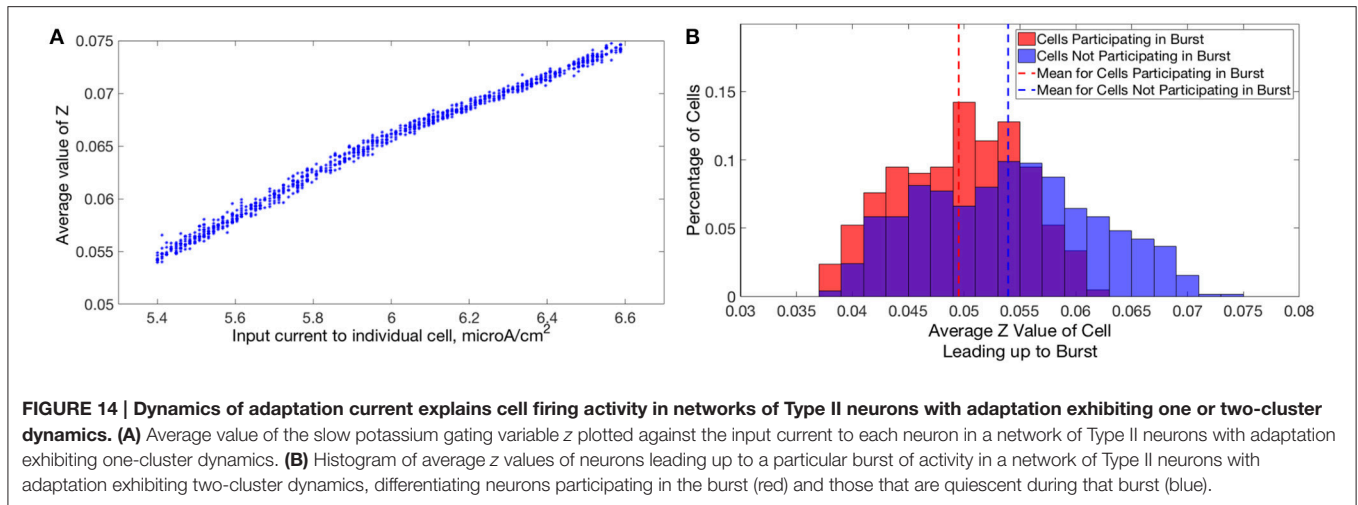 A
0.075
0.07
0.065
0.06
0.055
0.05
Average value of Z
5.4 5.6 5.8 6 6.2 6.4 6.6
Input current to individual cell, microA/cm²
B
Cells Participating in Burst
Cells Not Participating in Burst
Mean for Cells Participating in Burst
Mean for Cells Not Participating in Burst
0.15
0.1
0.05
0
Percentage of Cells
0.03 0.035 0.04 0.045 0.05 0.055 0.06 0.065 0.07 0.075 0.08
Average Z Value of Cell
Leading up to Burst
FIGURE 14 | Dynamics of adaptation current explains cell firing activity in networks of Type II neurons with adaptation exhibiting one or two-cluster
dynamics. (A) Average value of the slow potassium gating variable z plotted against the input current to each neuron in a network of Type II neurons with adaptation
exhibiting one-cluster dynamics. (B) Histogram of average z values of neurons leading up to a particular burst of activity in a network of Type II neurons with
adaptation exhibiting two-cluster dynamics, differentiating neurons participating in the burst (red) and those that are quiescent during that burst (blue).